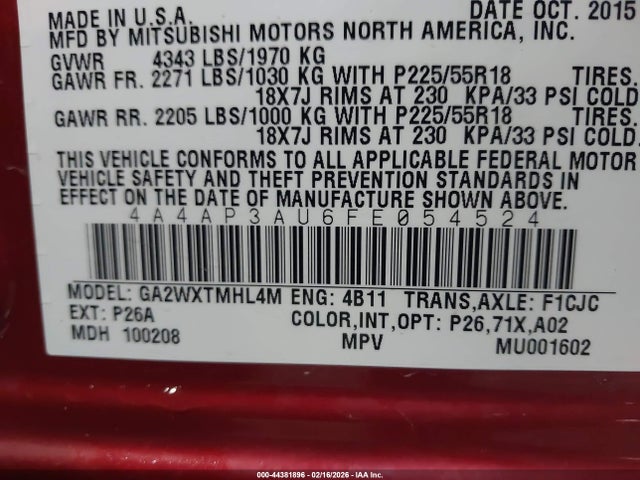 MADE IN U.S.A. DATE OCT. 2015
MFD BY MITSUBISHI MOTORS NORTH AMERICA, INC.
GVWR 4343 LBS/1970 KG
GAWR FR. 2271 LBS/1030 KG WITH P225/55R18 TIRES.
18X7J RIMS AT 230 KPA/33 PSI COLD
GAWR RR. 2205 LBS/1000 KG WITH P225/55R18 TIRES.
18X7J RIMS AT 230 KPA/33 PSI COLD.
THIS VEHICLE CONFORMS TO ALL APPLICABLE FEDERAL MOTOR
VEHICLE SAFETY AND THEFT PREVENTION STANDARDS IN
EFFECT ON THE DATE OF MANUFACTURE SHOWN ABOVE.
4A4AP3AU6FE054524
MODEL: GA2WXTMHL4M ENG: 4B11 TRANS,AXLE: F1CJC
EXT: P26A COLOR,INT,OPT: P26,71X,A02
MDH 100208 MPV MU001602
000-44381896 - 02/16/2026 - IAA Inc.